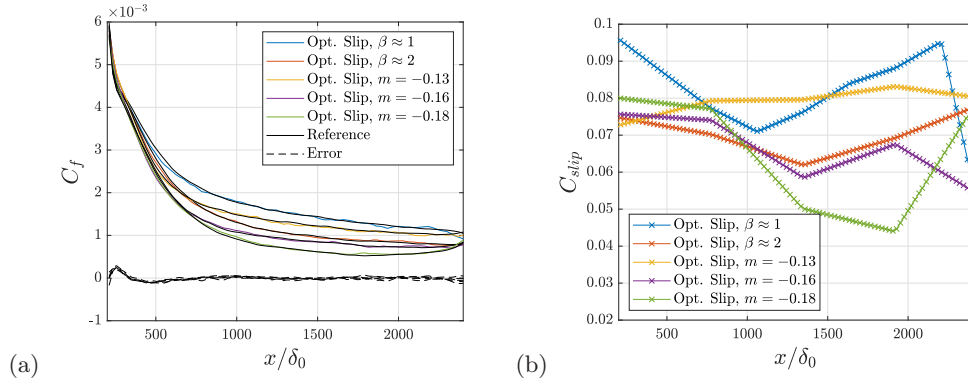 ×10⁻³
6
5
4
3
2
1
0
-1
C_f
500
1000
1500
2000
x/δ₀
Opt. Slip, β ≈ 1
Opt. Slip, β ≈ 2
Opt. Slip, m = −0.13
Opt. Slip, m = −0.16
Opt. Slip, m = −0.18
Reference
Error
(a)
0.1
0.09
0.08
0.07
0.06
0.05
0.04
0.03
0.02
C_slip
500
1000
1500
2000
x/δ₀
Opt. Slip, β ≈ 1
Opt. Slip, β ≈ 2
Opt. Slip, m = −0.13
Opt. Slip, m = −0.16
Opt. Slip, m = −0.18
(b)